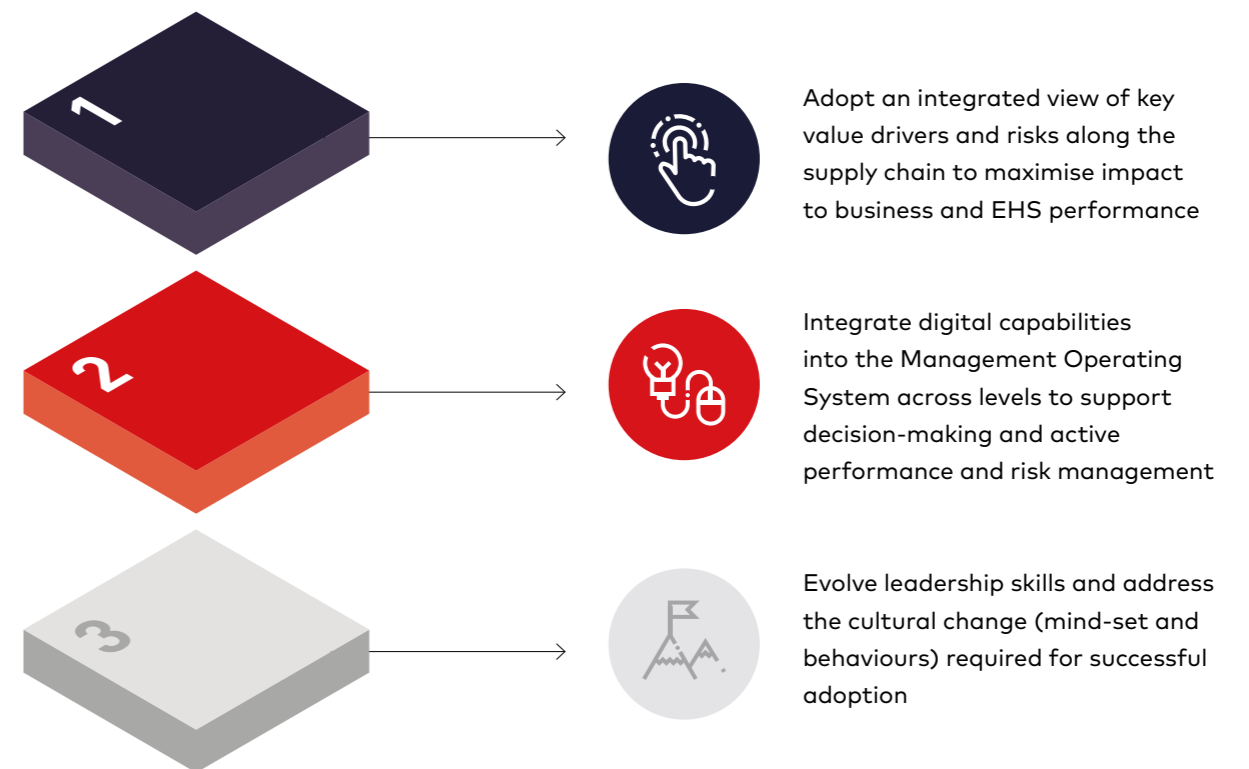 1
Adopt an integrated view of key
value drivers and risks along the
supply chain to maximise impact
to business and EHS performance
2
Integrate digital capabilities
into the Management Operating
System across levels to support
decision-making and active
performance and risk management
3
Evolve leadership skills and address
the cultural change (mind-set and
behaviours) required for successful
adoption